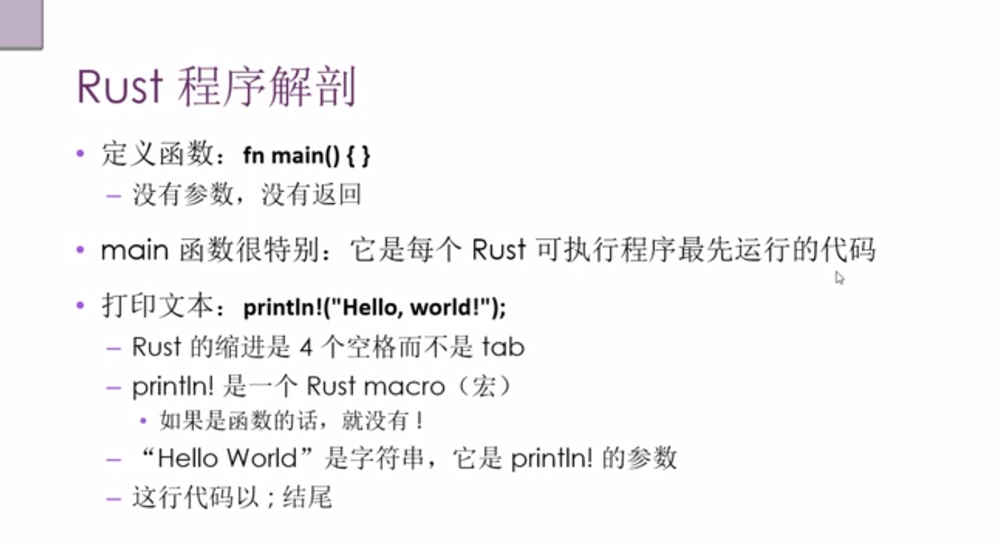 Rust 程序解剖
• 定义函数：fn main() { }
– 没有参数，没有返回
• main 函数很特别：它是每个 Rust 可执行程序最先运行的代码
• 打印文本：println!("Hello, world!");
– Rust 的缩进是 4 个空格而不是 tab
– println! 是一个 Rust macro（宏）
• 如果是函数的话，就没有 !
– “Hello World”是字符串，它是 println! 的参数
– 这行代码以 ; 结尾